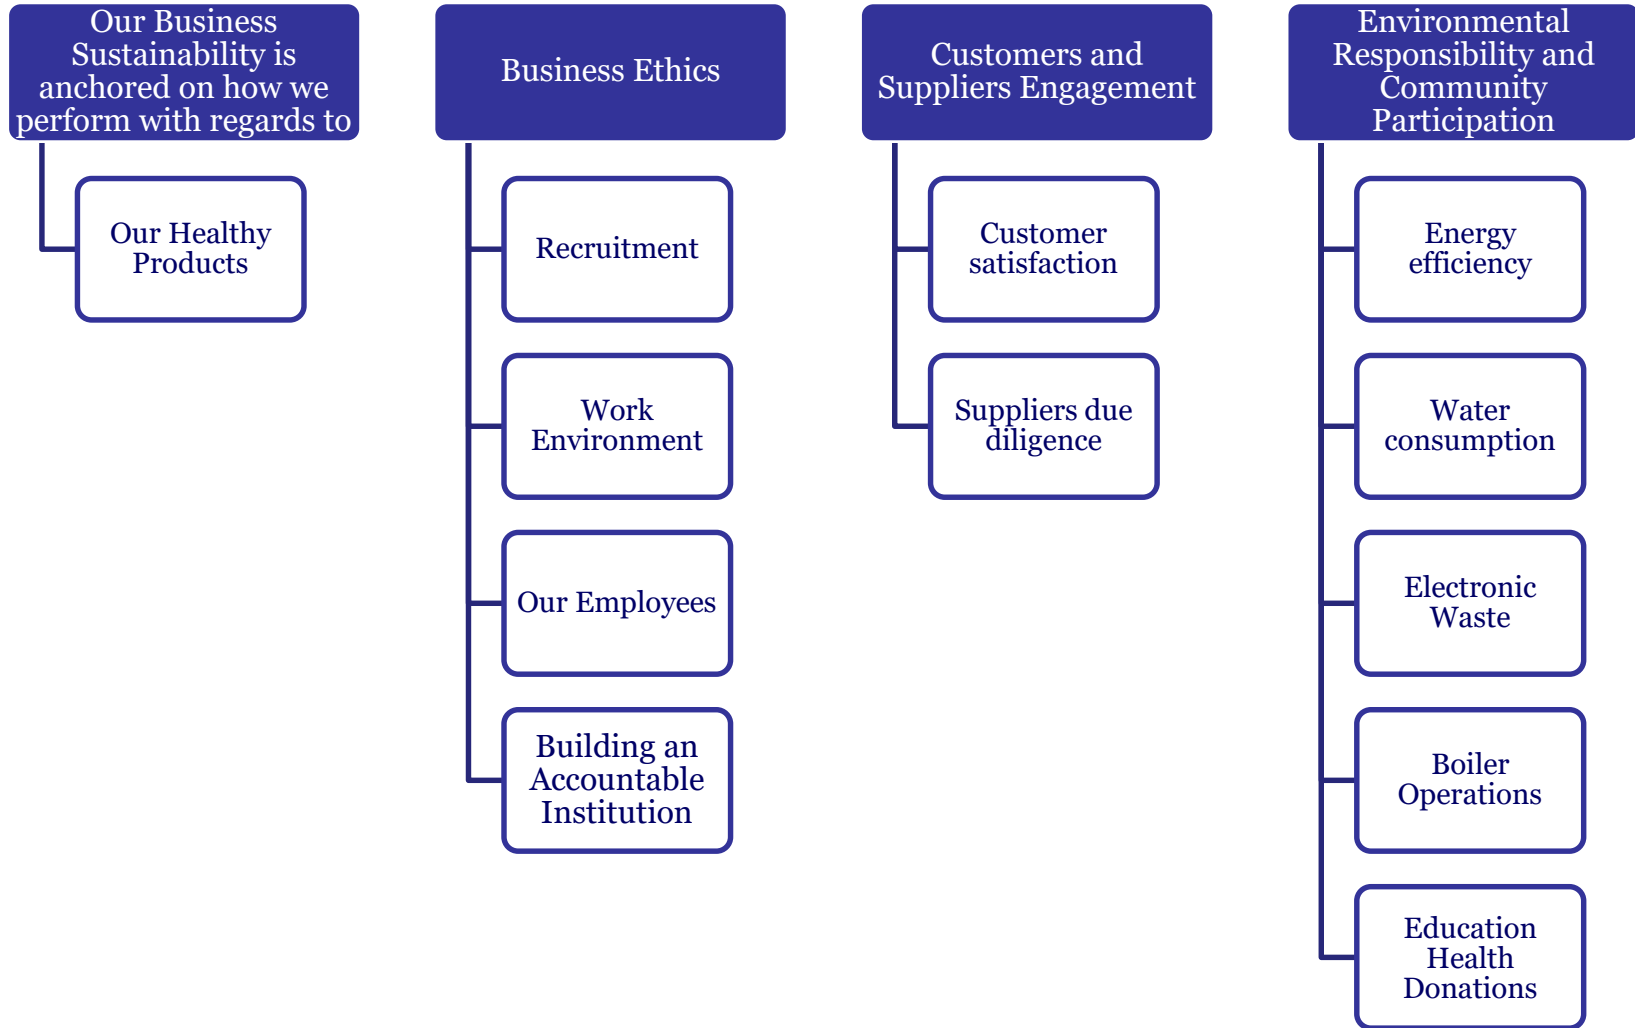 Our Business
Sustainability is
anchored on how we
perform with regards to
Our Healthy
Products
Business Ethics
Recruitment
Work
Environment
Our Employees
Building an
Accountable
Institution
Customers and
Suppliers Engagement
Customer
satisfaction
Suppliers due
diligence
Environmental
Responsibility and
Community
Participation
Energy
efficiency
Water
consumption
Electronic
Waste
Boiler
Operations
Education
Health
Donations